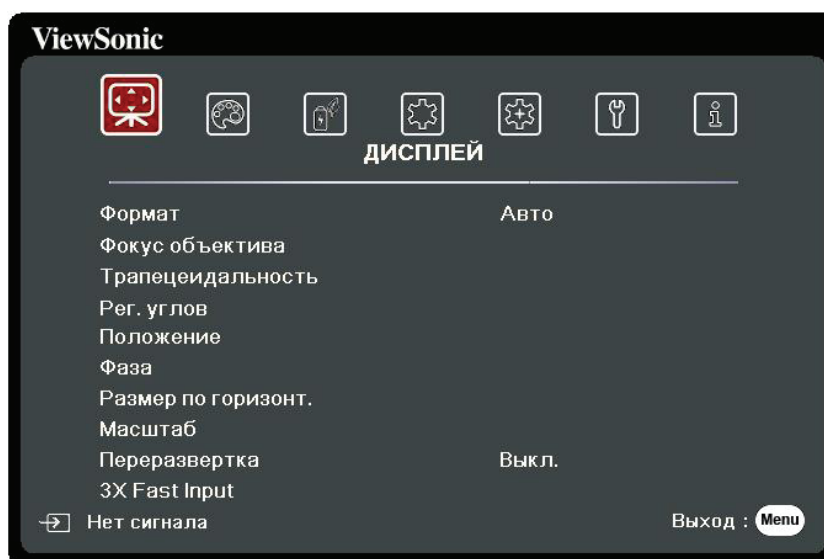 ViewSonic
ДИСПЛЕЙ
Формат Авто
Фокус объектива
Трапецеидальность
Рег. углов
Положение
Фаза
Размер по горизонт.
Масштаб
Переразвертка Выкл.
3X Fast Input
Нет сигнала Выход : Menu